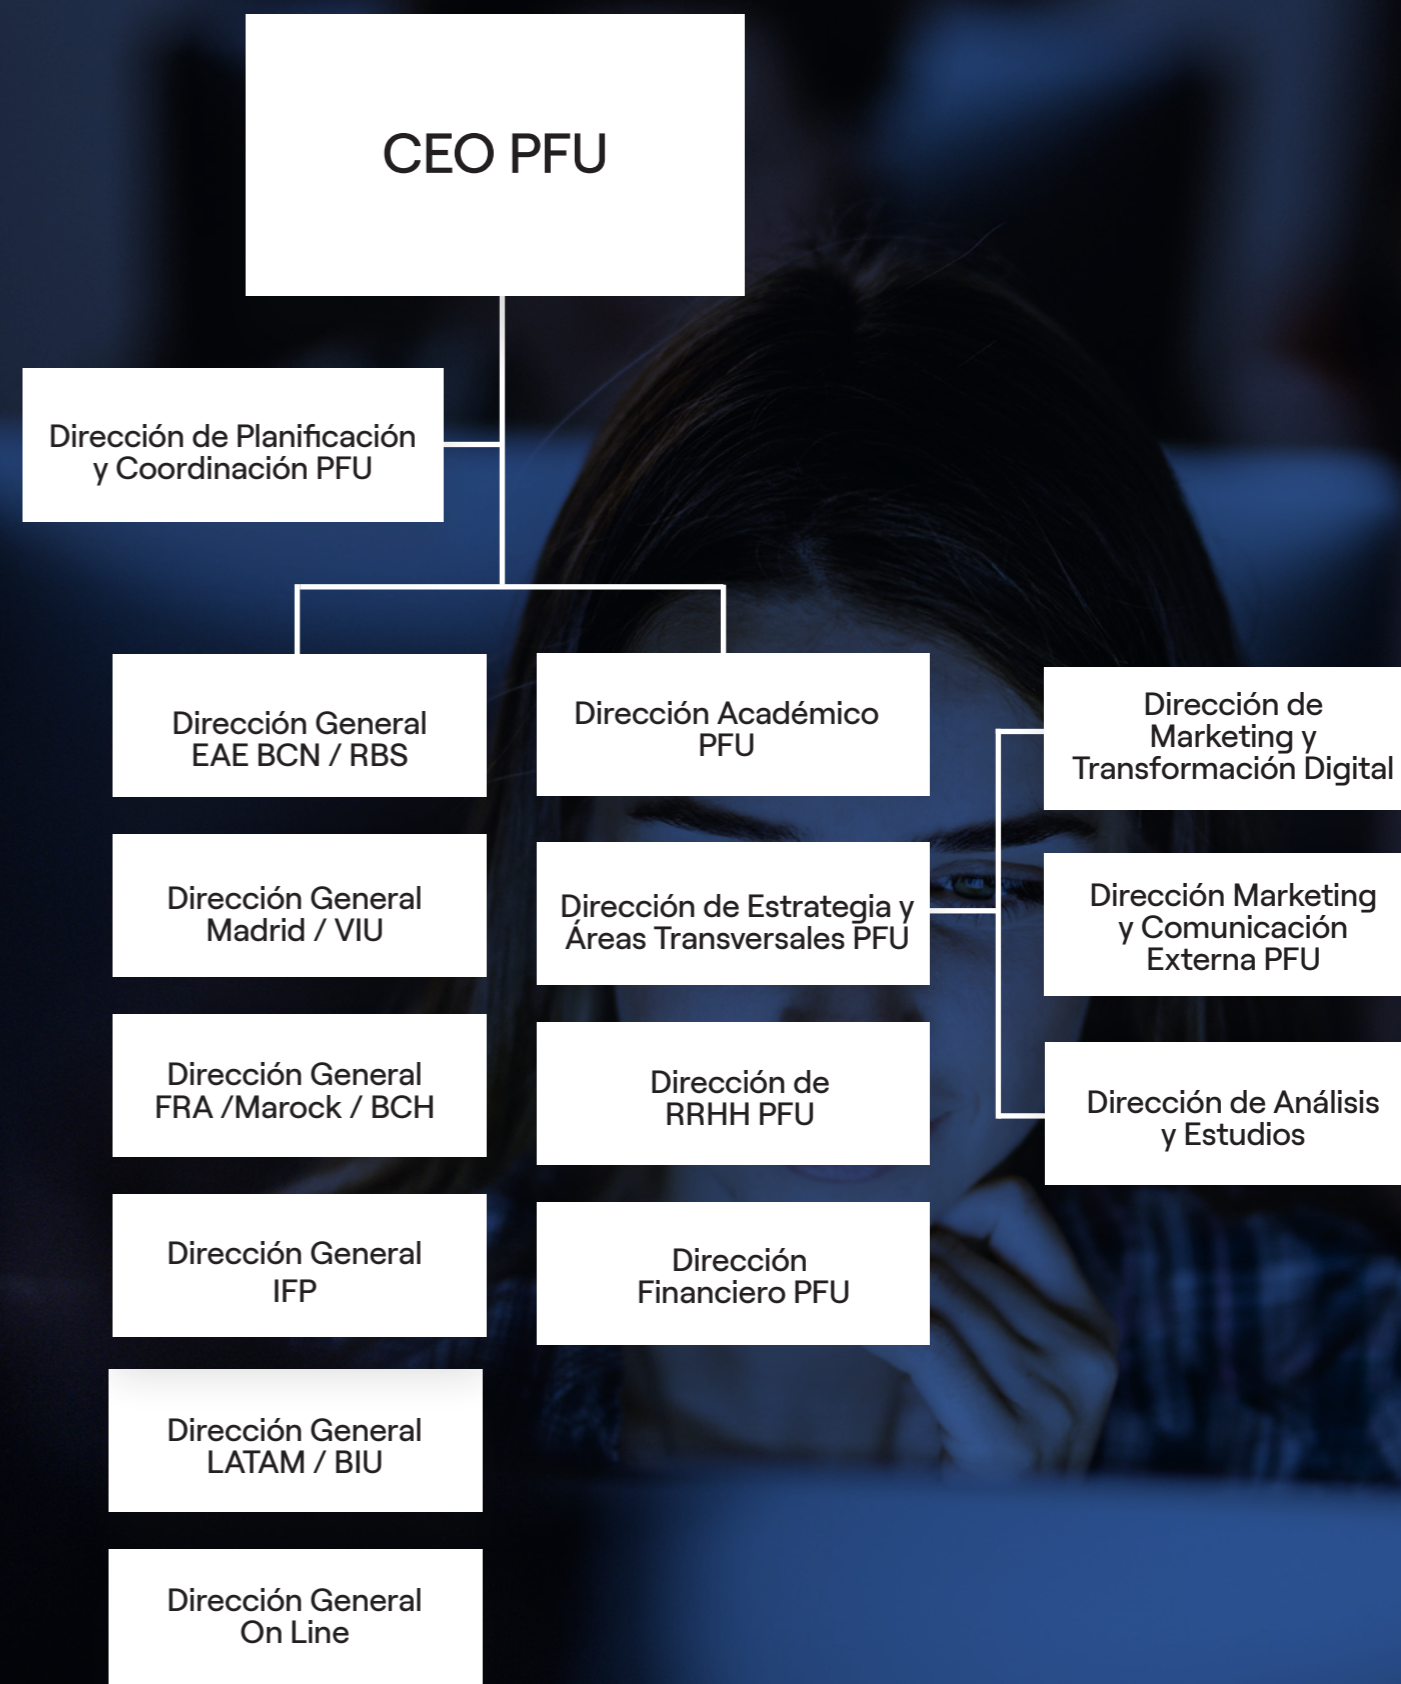 CEO PFU
Dirección de Planificación
y Coordinación PFU
Dirección General
EAE BCN / RBS
Dirección General
Madrid / VIU
Dirección General
FRA /Marock / BCH
Dirección General
IFP
Dirección General
LATAM / BIU
Dirección General
On Line
Dirección Académico
PFU
Dirección de Estrategia y
Áreas Transversales PFU
Dirección de
RRHH PFU
Dirección
Financiero PFU
Dirección de
Marketing y
Transformación Digital
Dirección Marketing
y Comunicación
Externa PFU
Dirección de Análisis
y Estudios